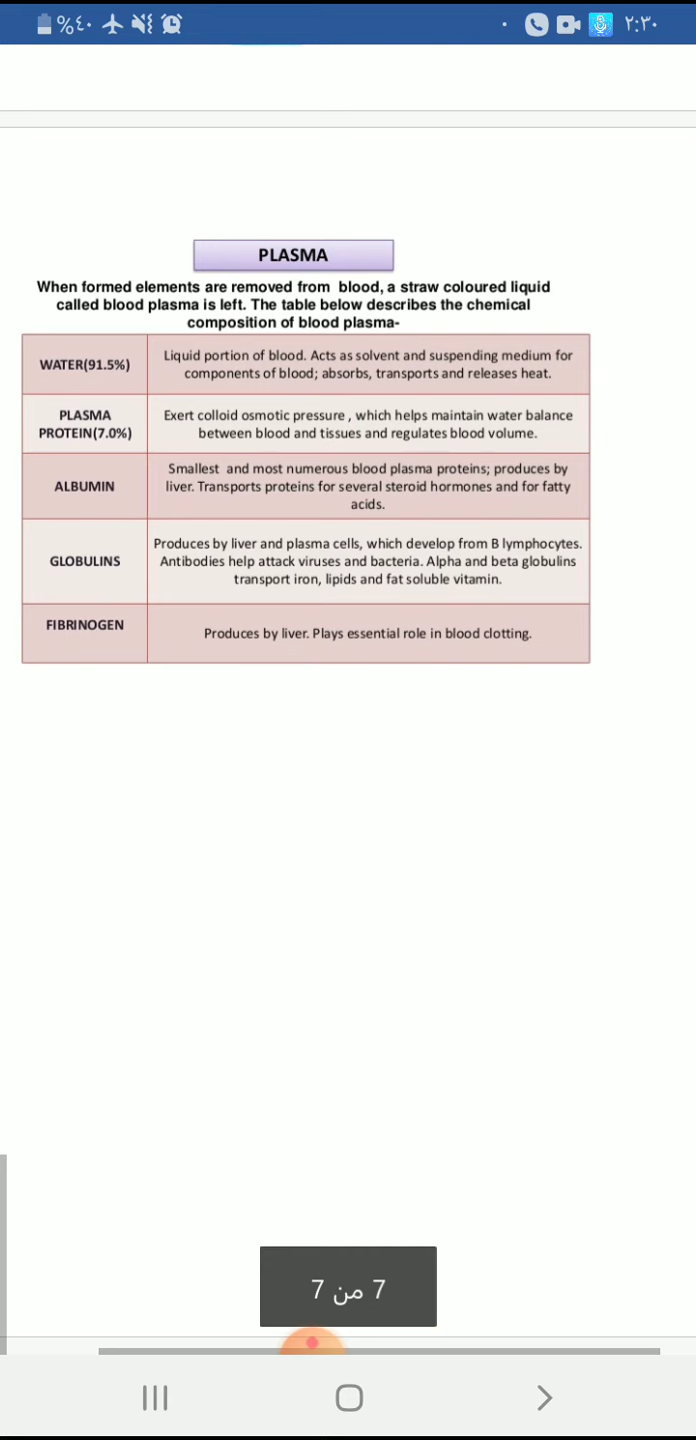 %٤٠
٢:٣٠
PLASMA
When formed elements are removed from blood, a straw coloured liquid
called blood plasma is left. The table below describes the chemical
composition of blood plasma-
WATER(91.5%)
Liquid portion of blood. Acts as solvent and suspending medium for
components of blood; absorbs, transports and releases heat.
PLASMA
PROTEIN(7.0%)
Exert colloid osmotic pressure , which helps maintain water balance
between blood and tissues and regulates blood volume.
ALBUMIN
Smallest and most numerous blood plasma proteins; produces by
liver. Transports proteins for several steroid hormones and for fatty
acids.
GLOBULINS
Produces by liver and plasma cells, which develop from B lymphocytes.
Antibodies help attack viruses and bacteria. Alpha and beta globulins
transport iron, lipids and fat soluble vitamin.
FIBRINOGEN
Produces by liver. Plays essential role in blood clotting.
7 من 7